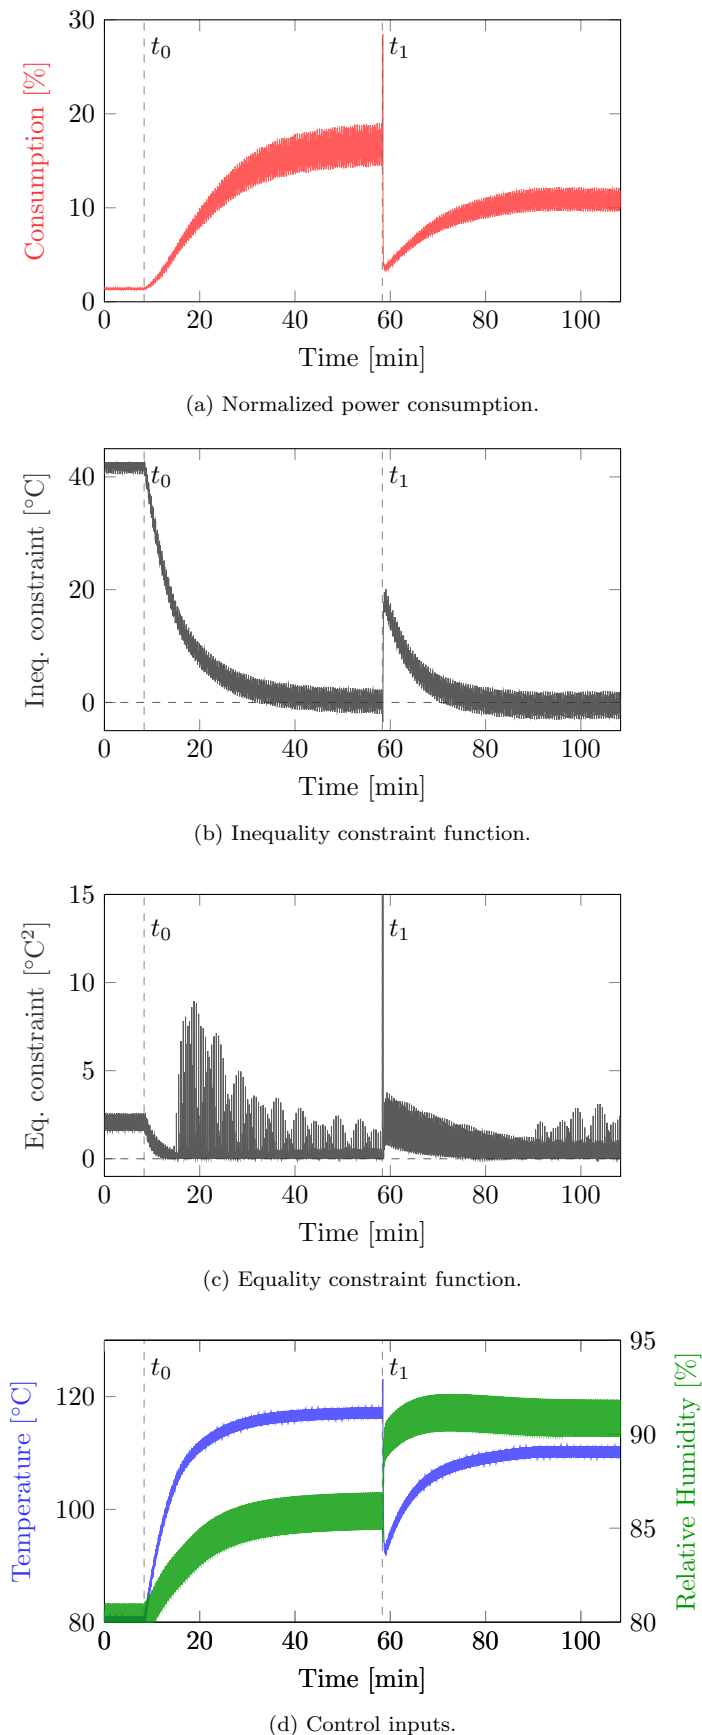 30
20
10
0
Consumption [%]
t0
t1
0 20 40 60 80 100
Time [min]
(a) Normalized power consumption.
40
20
0
Ineq. constraint [°C]
t0
t1
0 20 40 60 80 100
Time [min]
(b) Inequality constraint function.
15
10
5
0
Eq. constraint [°C²]
t0
t1
0 20 40 60 80 100
Time [min]
(c) Equality constraint function.
120
100
80
Temperature [°C]
t0
t1
95
90
85
80
Relative Humidity [%]
0 20 40 60 80 100
Time [min]
(d) Control inputs.